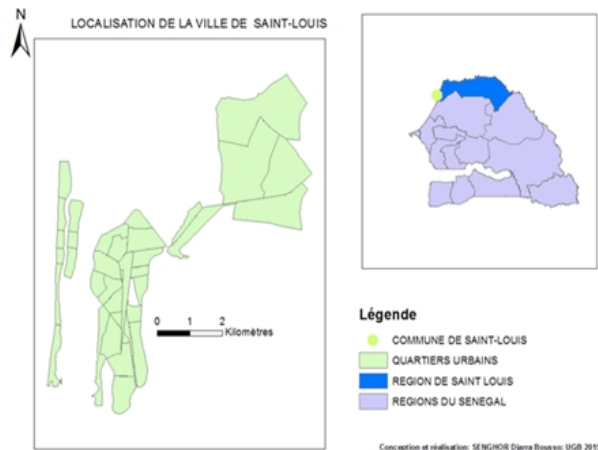 N
LOCALISATION DE LA VILLE DE SAINT-LOUIS
0 1 2
Kilomètres
Légende
COMMUNE DE SAINT-LOUIS
QUARTIERS URBAINS
REGION DE SAINT LOUIS
REGIONS DU SENEGAL
Conception et réalisation: SENGHOR Diarra Bousso: UGB